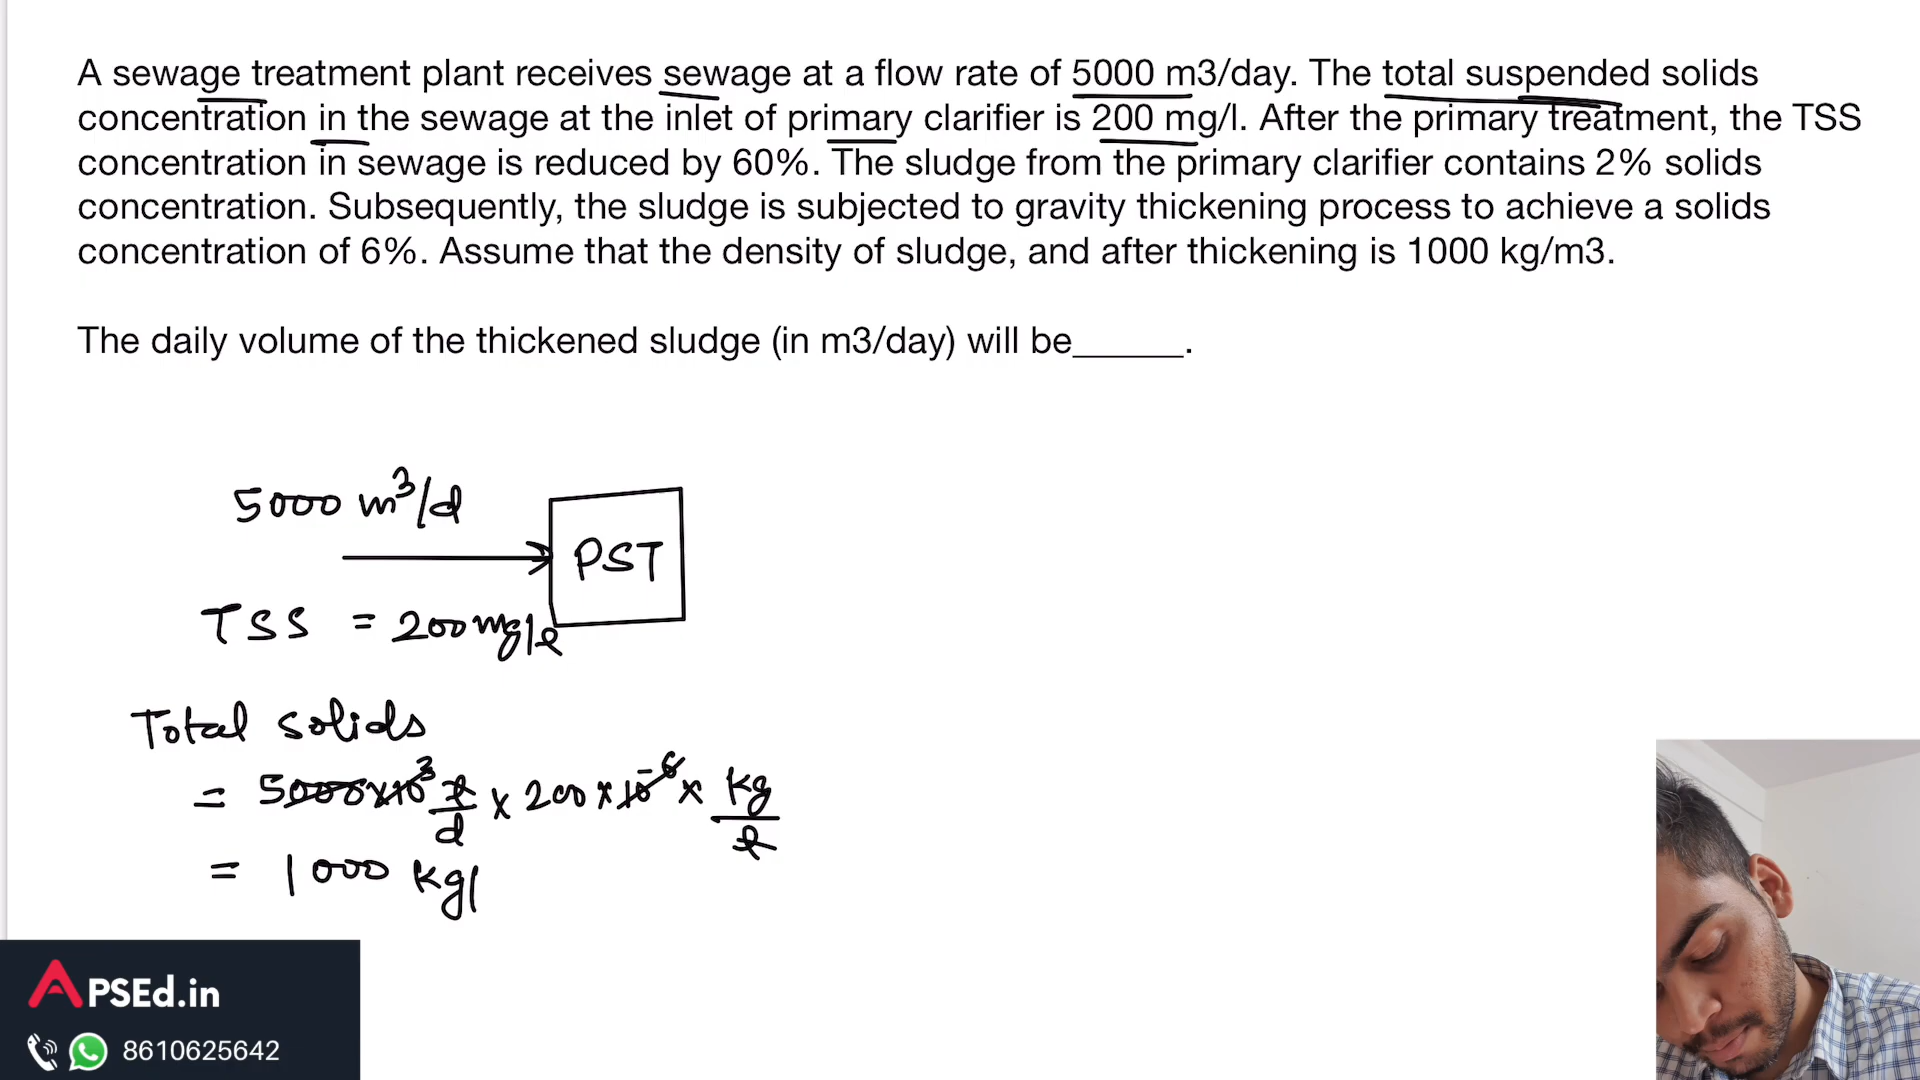 A sewage treatment plant receives sewage at a flow rate of 5000 m3/day. The total suspended solids
concentration in the sewage at the inlet of primary clarifier is 200 mg/l. After the primary treatment, the TSS
concentration in sewage is reduced by 60%. The sludge from the primary clarifier contains 2% solids
concentration. Subsequently, the sludge is subjected to gravity thickening process to achieve a solids
concentration of 6%. Assume that the density of sludge, and after thickening is 1000 kg/m3.
The daily volume of the thickened sludge (in m3/day) will be______.
5000 m³/d
PST
TSS = 200 mg/l
Total solids
= 5000×10³ l/d × 200×10⁻⁶ × kg/l
= 1000 kg/
APSEd.in
8610625642